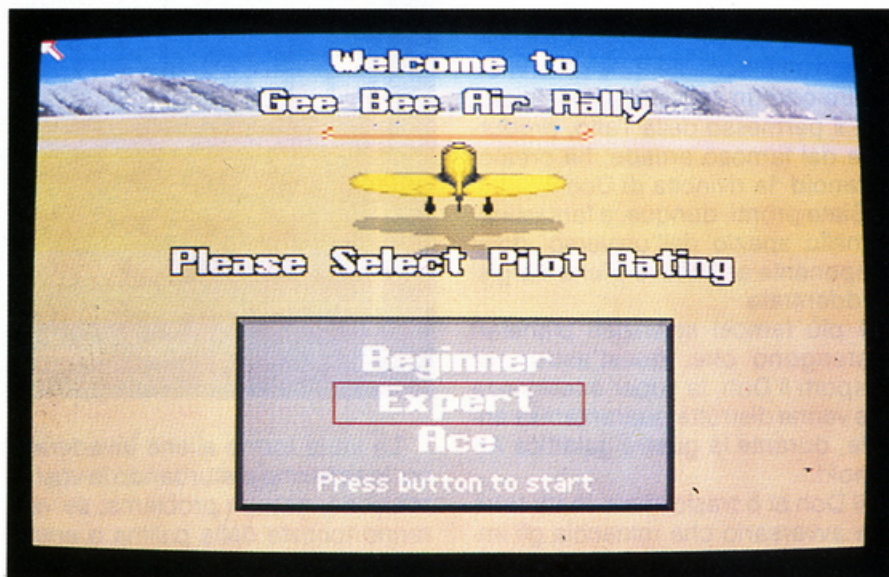 Welcome to
Gee Bee Air Rally
Please Select Pilot Rating
Beginner
Expert
Ace
Press button to start